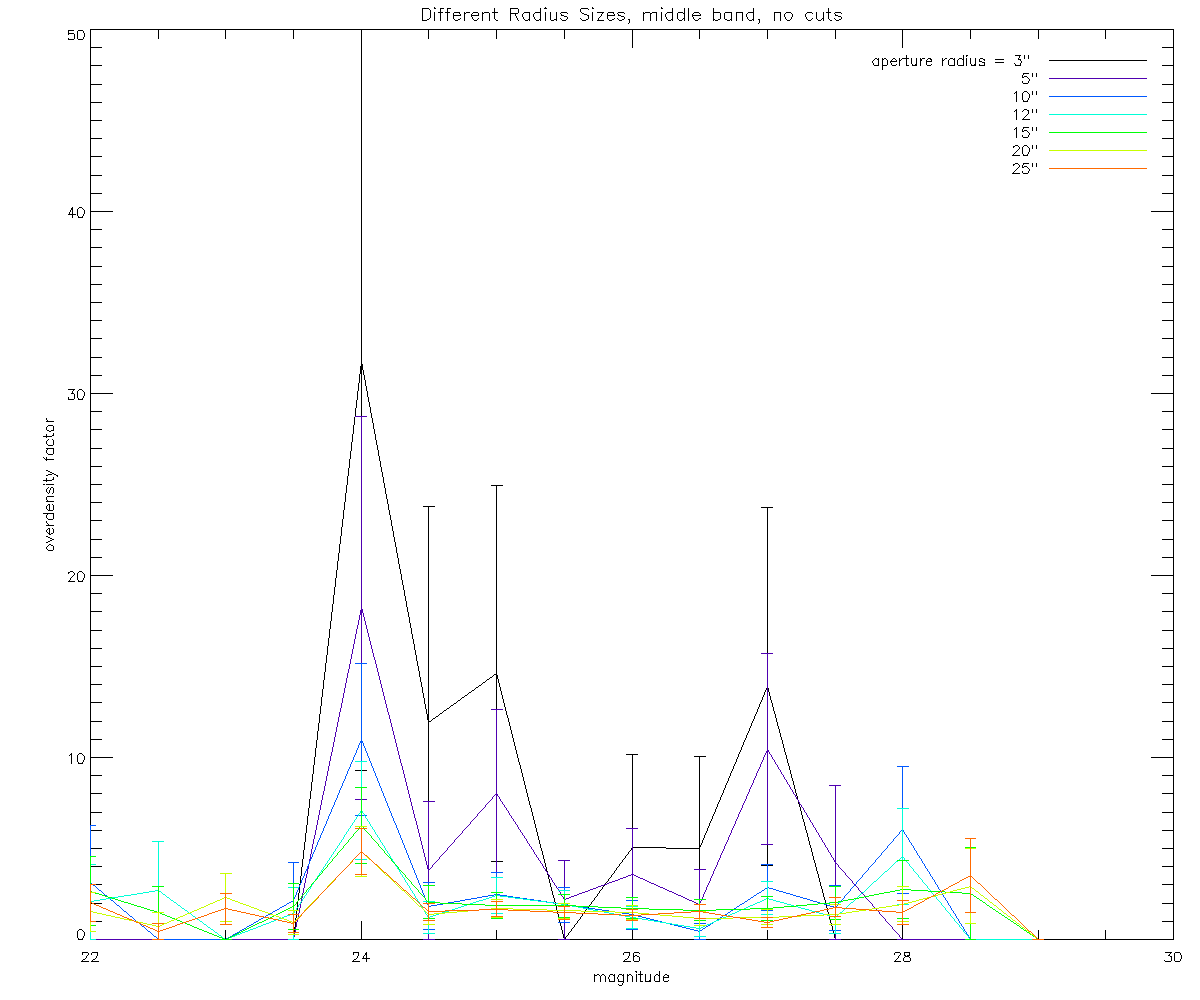 Different Radius Sizes, middle band, no cuts
aperture radius = 3"
5"
10"
12"
15"
20"
25"
50
40
30
20
10
0
overdensity factor
22 24 26 28 30
magnitude